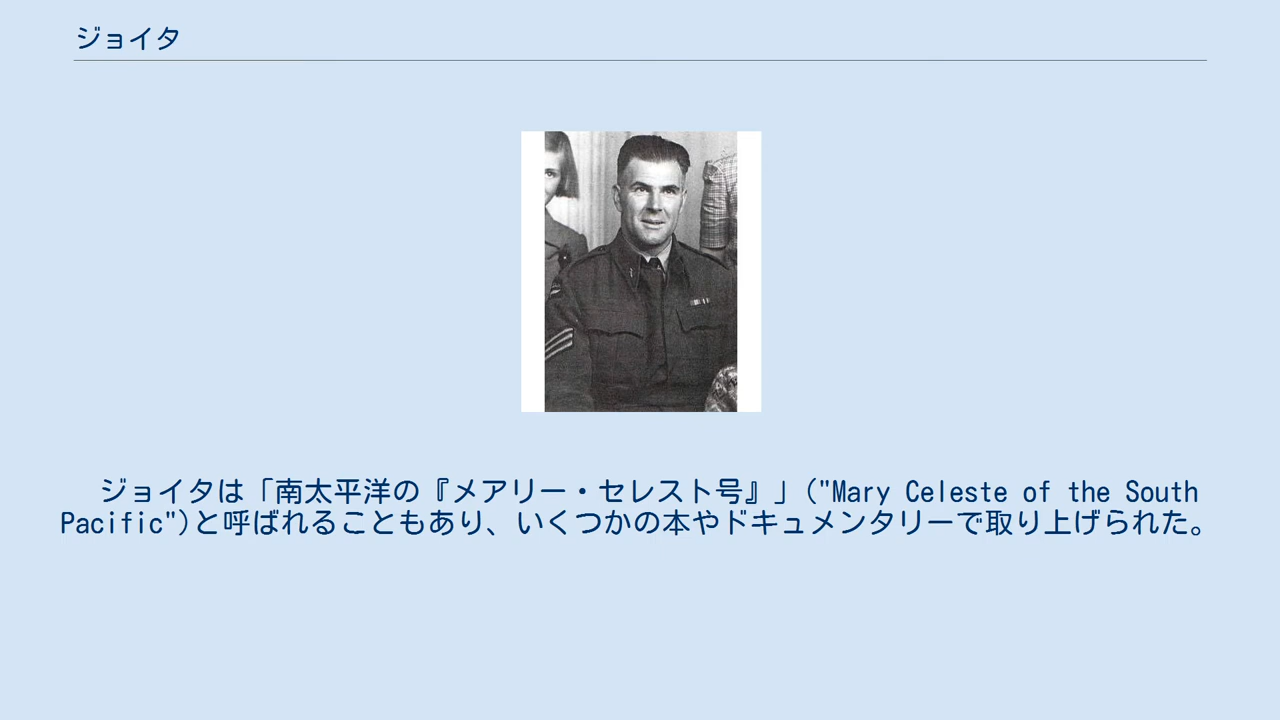 ジョイタ
ジョイタは「南太平洋の『メアリー・セレスト号』」("Mary Celeste of the South
Pacific")と呼ばれることもあり、いくつかの本やドキュメンタリーで取り上げられた。